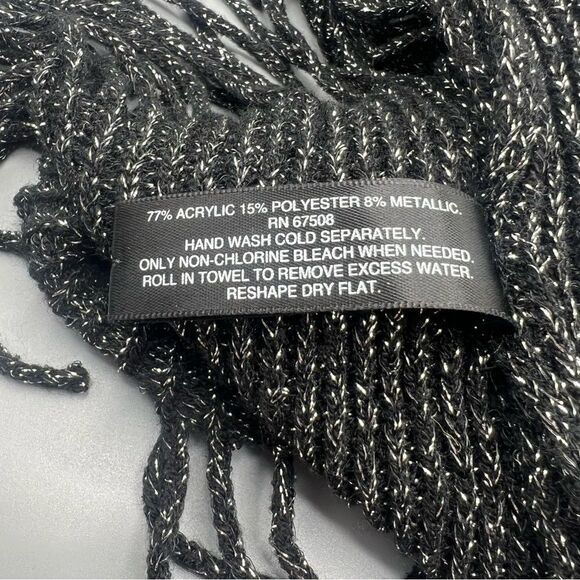 77% ACRYLIC 15% POLYESTER 8% METALLIC.
RN 67508
HAND WASH COLD SEPARATELY.
ONLY NON-CHLORINE BLEACH WHEN NEEDED.
ROLL IN TOWEL TO REMOVE EXCESS WATER.
RESHAPE DRY FLAT.